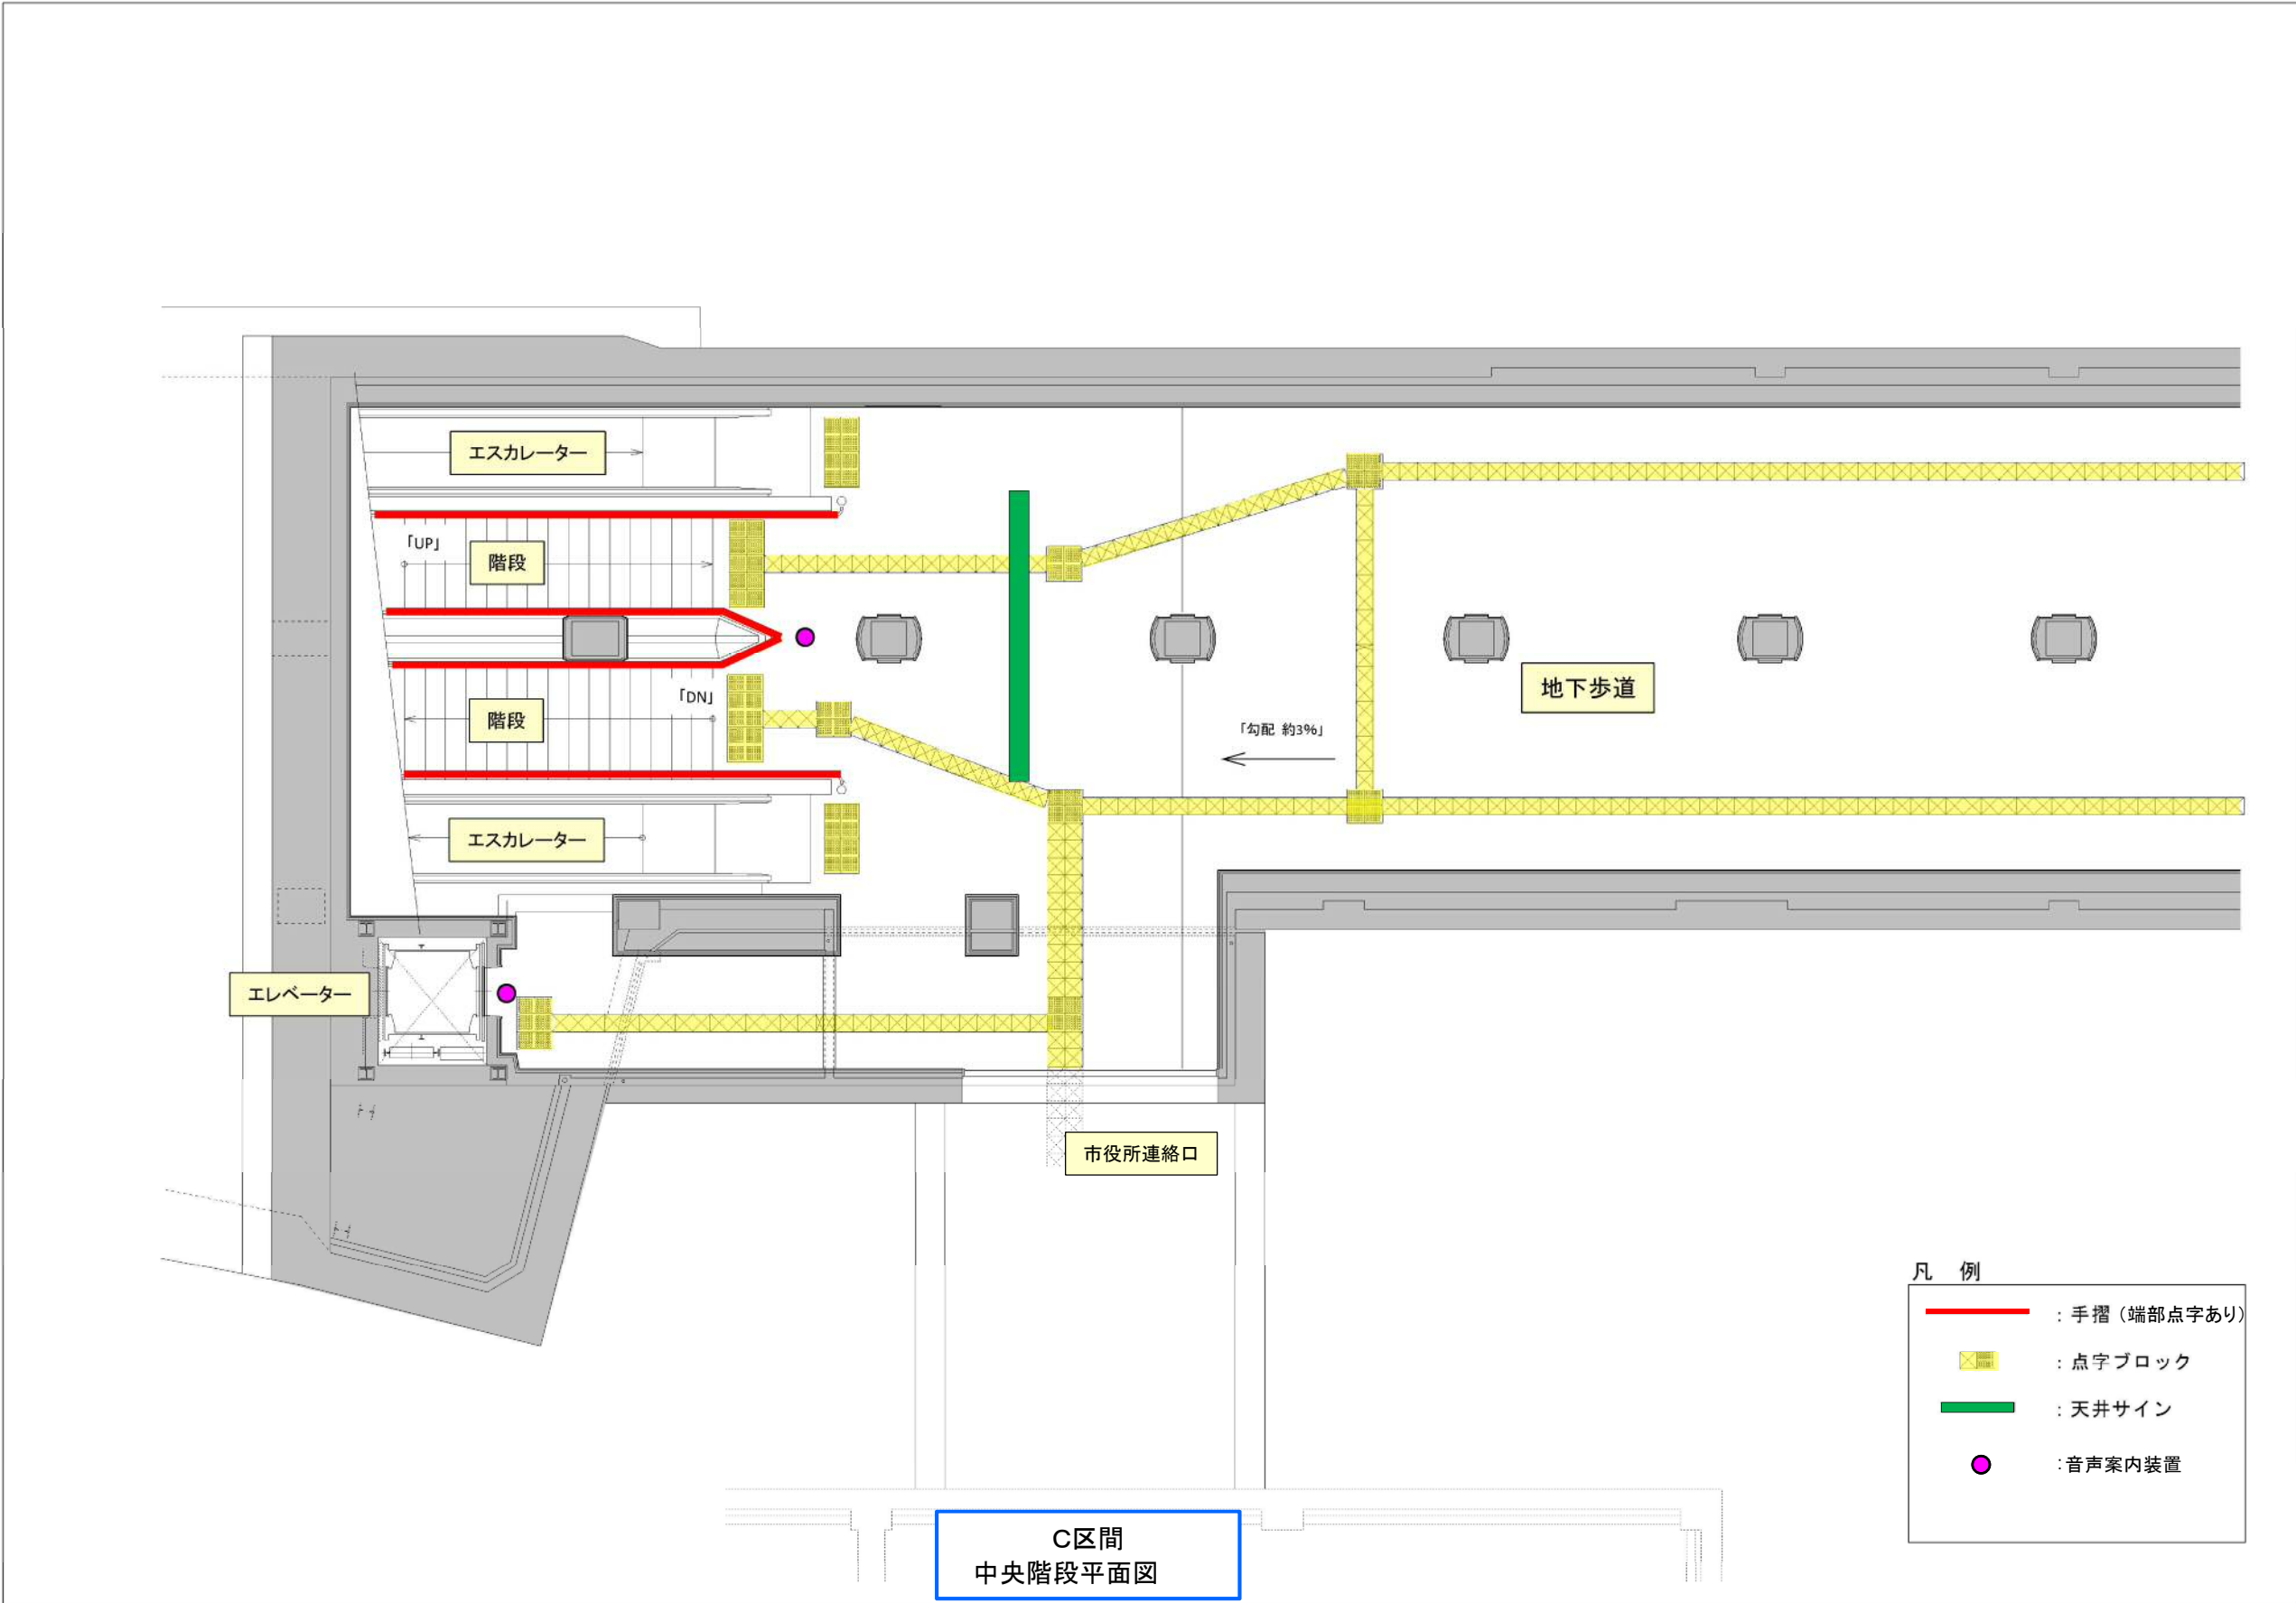 エスカレーター
「UP」
階段
「DN」
階段
地下歩道
「勾配 約3%」
エスカレーター
エレベーター
市役所連絡口
凡 例
：手摺（端部点字あり）
：点字ブロック
：天井サイン
：音声案内装置
C区間
中央階段平面図